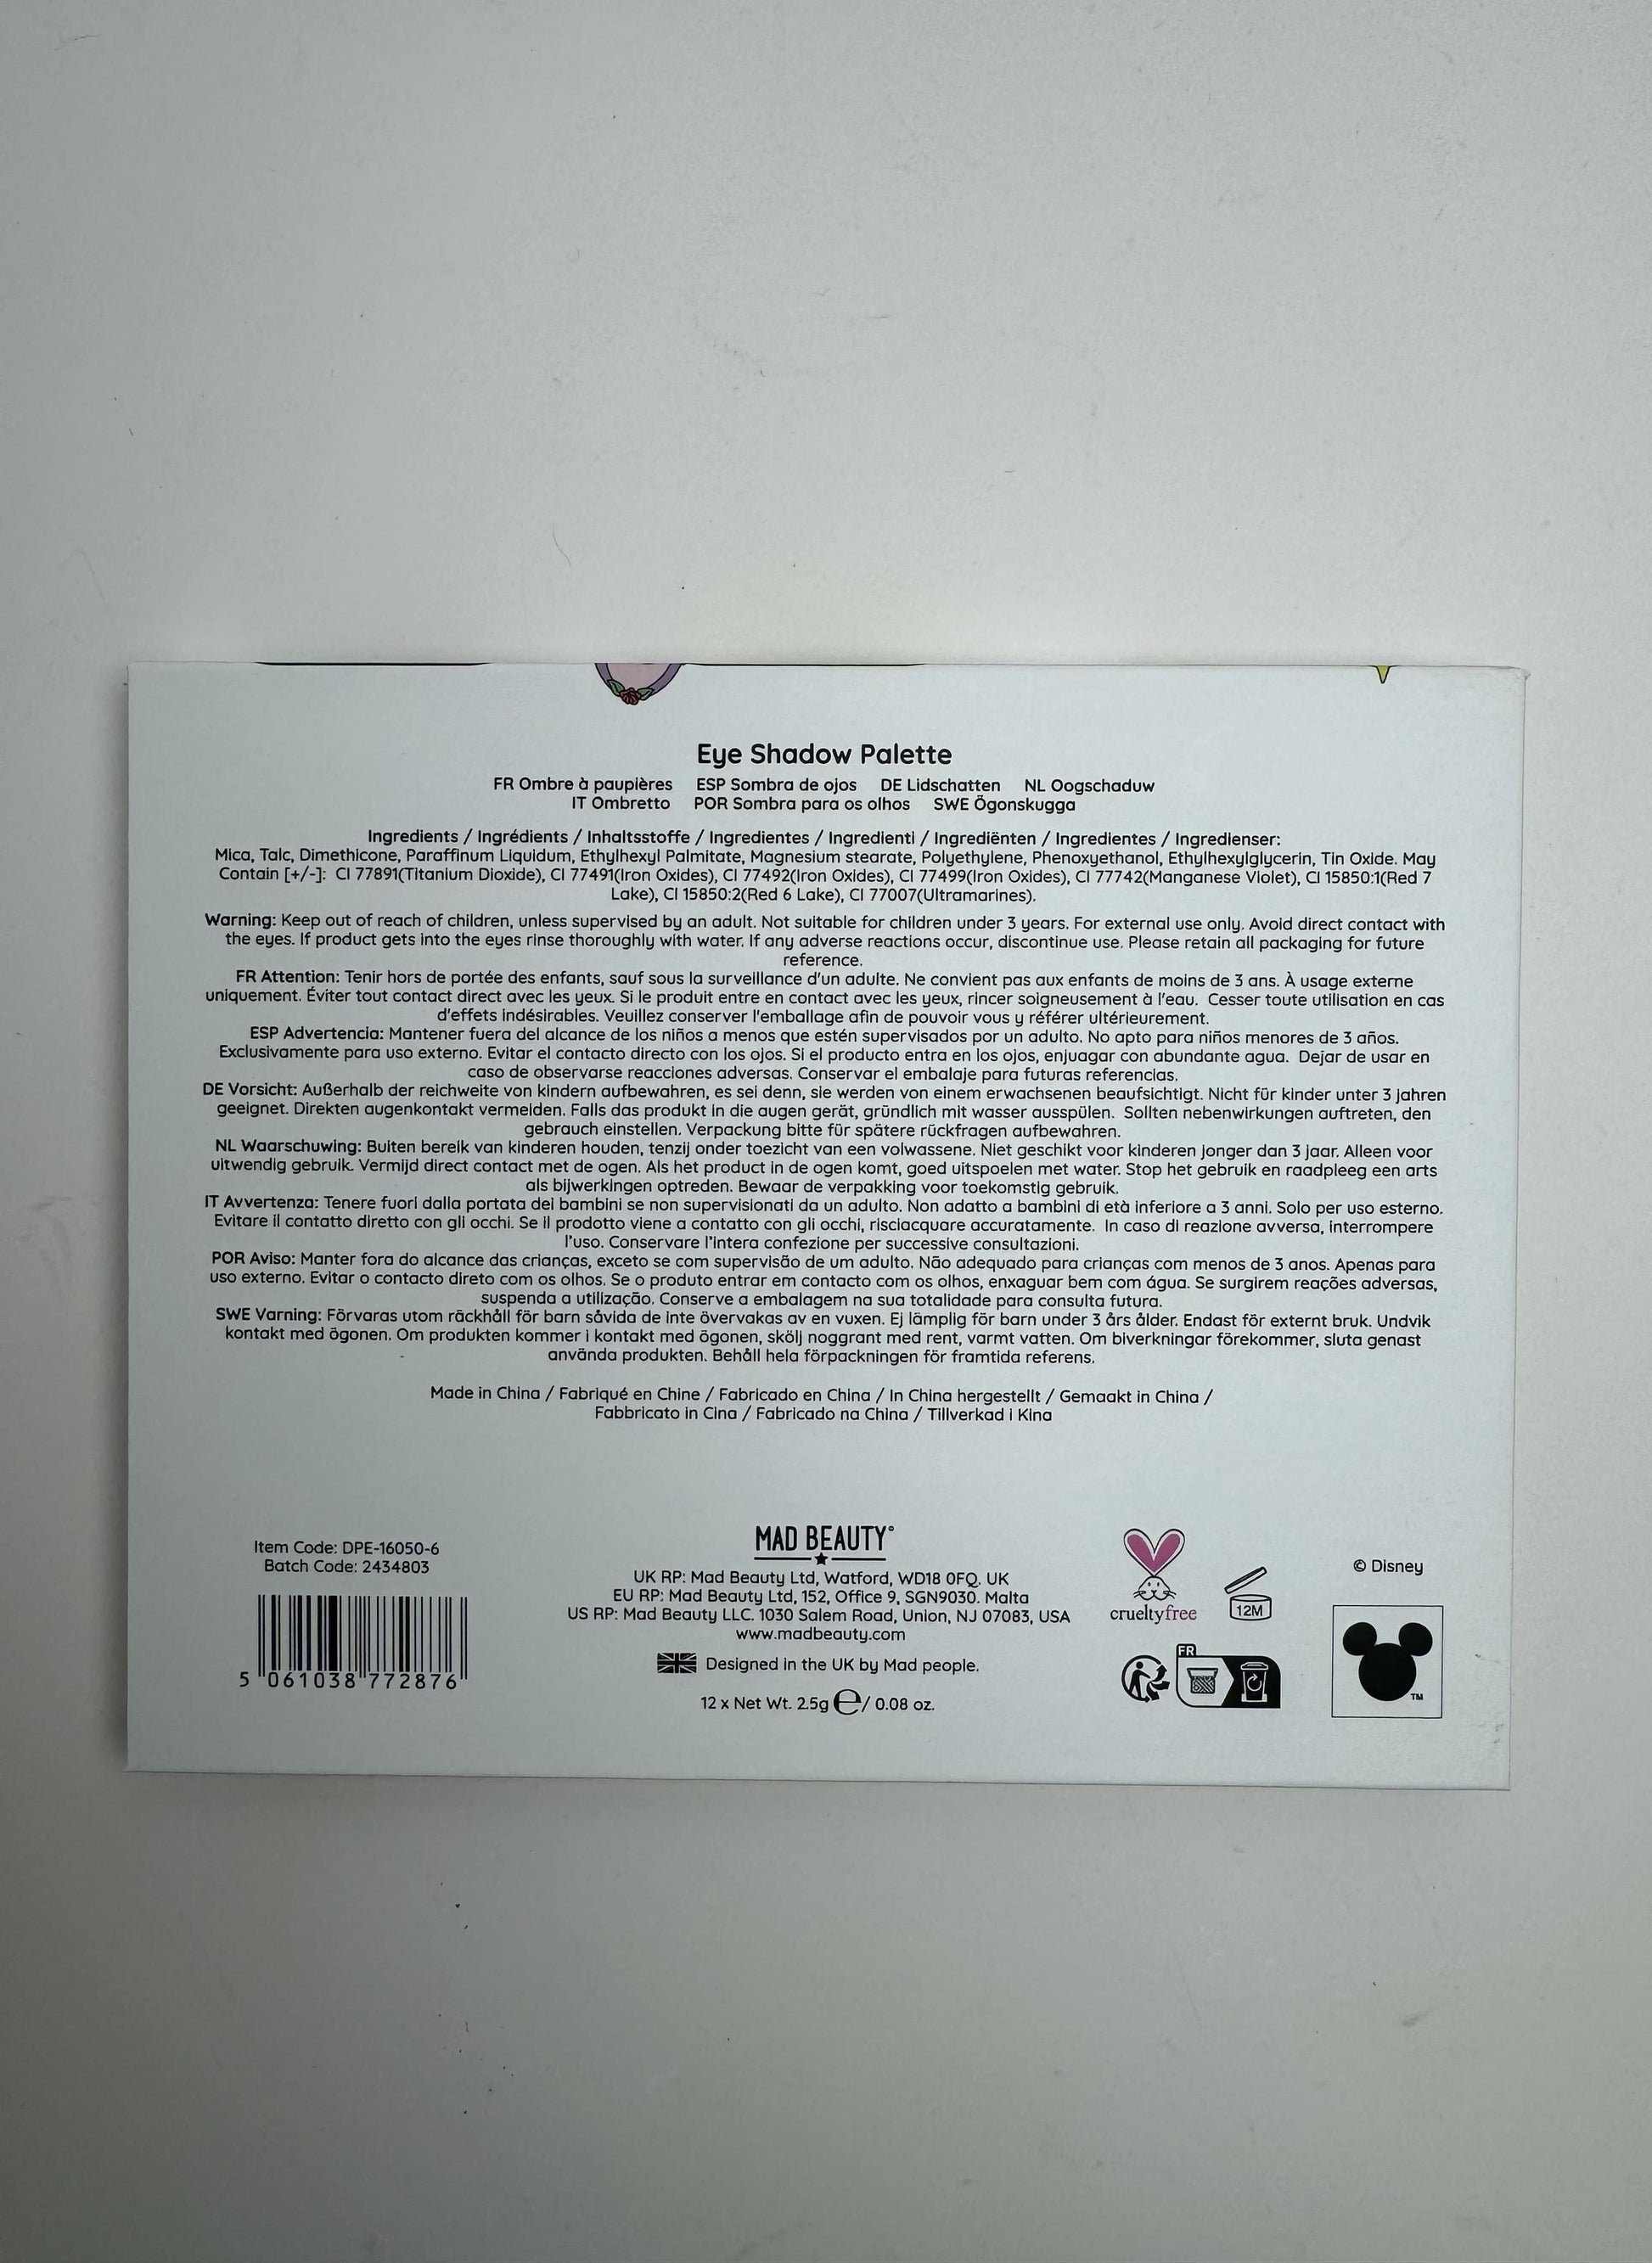 Eye Shadow Palette
FR Ombre à paupières ESP Sombra de ojos DE Lidschatten NL Oogschaduw
IT Ombretto POR Sombra para os olhos SWE Ögonskugga
Ingredients / Ingrédients / Inhaltsstoffe / Ingredientes / Ingredienti / Ingrediënten / Ingredientes / Ingredienser:
Mica, Talc, Dimethicone, Paraffinum Liquidum, Ethylhexyl Palmitate, Magnesium stearate, Polyethylene, Phenoxyethanol, Ethylhexylglycerin, Tin Oxide. May
Contain [+/-]: CI 77891(Titanium Dioxide), CI 77491(Iron Oxides), CI 77492(Iron Oxides), CI 77499(Iron Oxides), CI 77742(Manganese Violet), CI 15850:1(Red 7
Lake), CI 15850:2(Red 6 Lake), CI 77007(Ultramarines).
Warning: Keep out of reach of children, unless supervised by an adult. Not suitable for children under 3 years. For external use only. Avoid direct contact with
the eyes. If product gets into the eyes rinse thoroughly with water. If any adverse reactions occur, discontinue use. Please retain all packaging for future
reference.
FR Attention: Tenir hors de portée des enfants, sauf sous la surveillance d'un adulte. Ne convient pas aux enfants de moins de 3 ans. À usage externe
uniquement. Éviter tout contact direct avec les yeux. Si le produit entre en contact avec les yeux, rincer soigneusement à l'eau. Cesser toute utilisation en cas
d'effets indésirables. Veuillez conserver l'emballage afin de pouvoir vous y référer ultérieurement.
ESP Advertencia: Mantener fuera del alcance de los niños a menos que estén supervisados por un adulto. No apto para niños menores de 3 años.
Exclusivamente para uso externo. Evitar el contacto directo con los ojos. Si el producto entra en los ojos, enjuagar con abundante agua. Dejar de usar en
caso de observarse reacciones adversas. Conservar el embalaje para futuras referencias.
DE Vorsicht: Außerhalb der reichweite von kindern aufbewahren, es sei denn, sie werden von einem erwachsenen beaufsichtigt. Nicht für kinder unter 3 jahren
geeignet. Direkten augenkontakt vermeiden. Falls das produkt in die augen gerät, gründlich mit wasser ausspülen. Sollten nebenwirkungen auftreten, den
gebrauch einstellen. Verpackung bitte für spätere rückfragen aufbewahren.
NL Waarschuwing: Buiten bereik van kinderen houden, tenzij onder toezicht van een volwassene. Niet geschikt voor kinderen jonger dan 3 jaar. Alleen voor
uitwendig gebruik. Vermijd direct contact met de ogen. Als het product in de ogen komt, goed uitspoelen met water. Stop het gebruik en raadpleeg een arts
als bijwerkingen optreden. Bewaar de verpakking voor toekomstig gebruik.
IT Avvertenza: Tenere fuori dalla portata dei bambini se non supervisionati da un adulto. Non adatto a bambini di età inferiore a 3 anni. Solo per uso esterno.
Evitare il contatto diretto con gli occhi. Se il prodotto viene a contatto con gli occhi, risciacquare accuratamente. In caso di reazione avversa, interrompere
l'uso. Conservare l'intera confezione per successive consultazioni.
POR Aviso: Manter fora do alcance das crianças, exceto se com supervisão de um adulto. Não adequado para crianças com menos de 3 anos. Apenas para
uso externo. Evitar o contacto direto com os olhos. Se o produto entrar em contacto com os olhos, enxaguar bem com água. Se surgirem reações adversas,
suspenda a utilização. Conserve a embalagem na sua totalidade para consulta futura.
SWE Varning: Förvaras utom räckhåll för barn såvida de inte övervakas av en vuxen. Ej lämplig för barn under 3 års ålder. Endast för externt bruk. Undvik
kontakt med ögonen. Om produkten kommer i kontakt med ögonen, skölj noggrant med rent, varmt vatten. Om biverkningar förekommer, sluta genast
använda produkten. Behåll hela förpackningen för framtida referens.
Made in China / Fabriqué en Chine / Fabricado en China / In China hergestellt / Gemaakt in China /
Fabbricato in Cina / Fabricado na China / Tillverkad i Kina
Item Code: DPE-16050-6
Batch Code: 2434803
5 061038 772876
MAD BEAUTY
UK RP: Mad Beauty Ltd, Watford, WD18 0FQ. UK
EU RP: Mad Beauty Ltd, 152, Office 9, SGN9030. Malta
US RP: Mad Beauty LLC. 1030 Salem Road, Union, NJ 07083, USA
www.madbeauty.com
Designed in the UK by Mad people.
12 x Net Wt. 2.5g ℮/ 0.08 oz.
crueltyfree
12M
FR
© Disney
TM